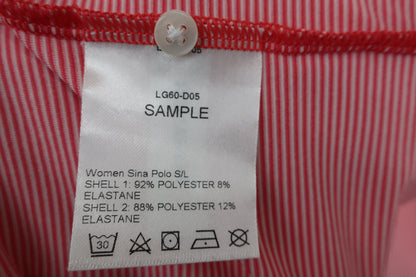 LG60-D05
SAMPLE
Women Sina Polo S/L
SHELL 1: 92% POLYESTER 8%
ELASTANE
SHELL 2: 88% POLYESTER 12%
ELASTANE
30